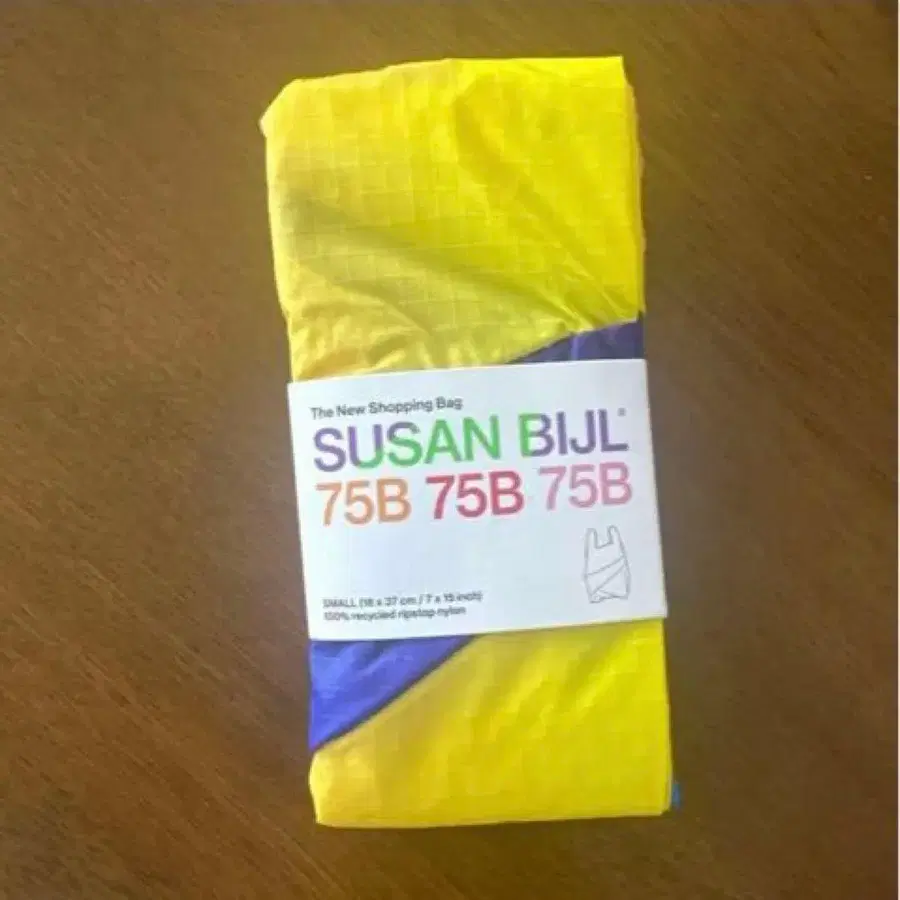 The New Shopping Bag
SUSAN BIJL®
75B 75B 75B
SMALL (18 x 37 cm / 7 x 15 inch)
100% recycled ripstop nylon